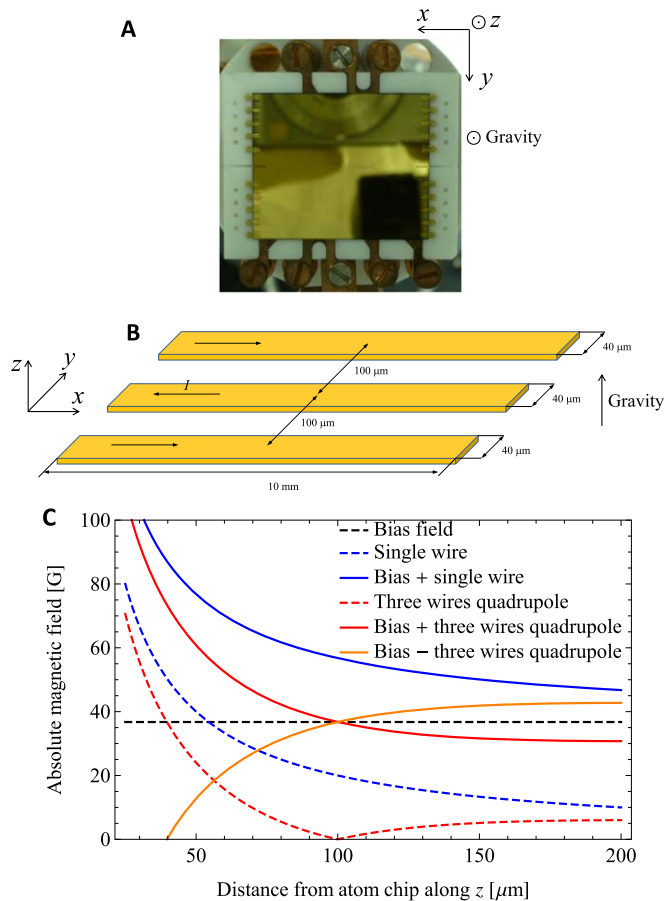 A
x
z
y
Gravity
B
z
y
x
I
100 μm
100 μm
40 μm
40 μm
40 μm
10 mm
Gravity
C
Absolute magnetic field [G]
100
80
60
40
20
0
50
100
150
200
Distance from atom chip along z [μm]
Bias field
Single wire
Bias + single wire
Three wires quadrupole
Bias + three wires quadrupole
Bias − three wires quadrupole